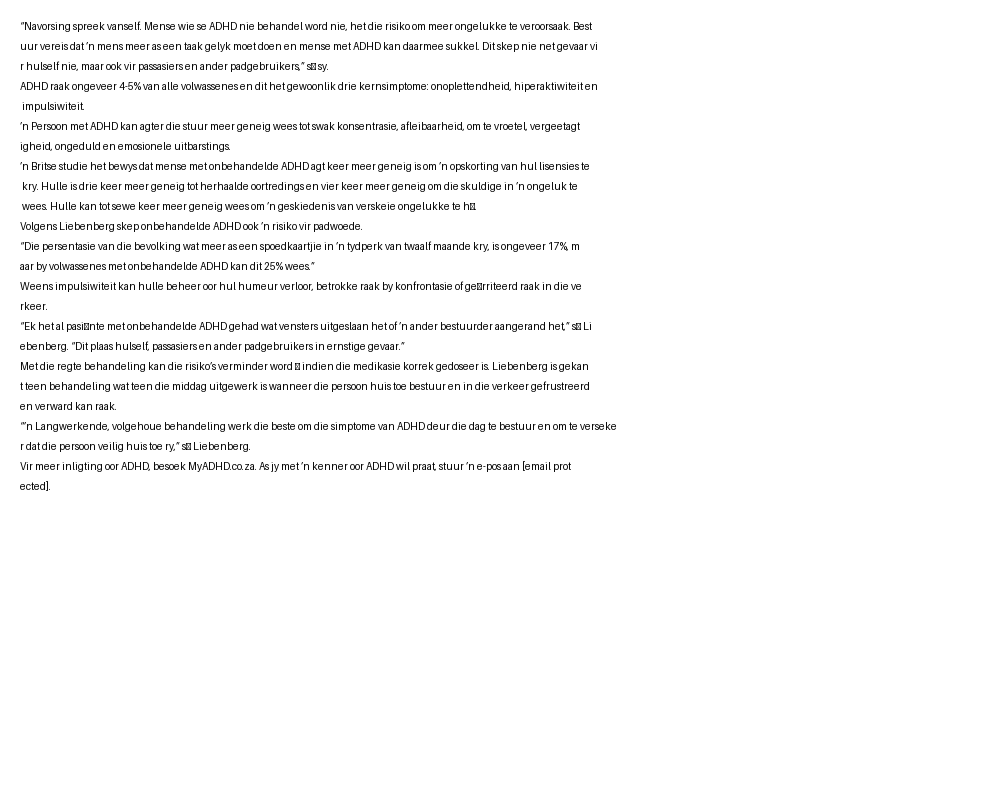 "Navorsing spreek vanself. Mense wie se ADHD nie behandel word nie, het die risiko om meer ongelukke te veroorsaak. Best
uur vereis dat 'n mens meer as een taak gelyk moet doen en mense met ADHD kan daarmee sukkel. Dit skep nie net gevaar vi
r hulself nie, maar ook vir passasiers en ander padgebruikers," s□ sy.
ADHD raak ongeveer 4-5% van alle volwassenes en dit het gewoonlik drie kernsimptome: onoplettendheid, hiperaktiwiteit en
impulsiwiteit.
'n Persoon met ADHD kan agter die stuur meer geneig wees tot swak konsentrasie, afleibaarheid, om te vroetel, vergeetagt
igheid, ongeduld en emosionele uitbarstings.
'n Britse studie het bewys dat mense met onbehandelde ADHD agt keer meer geneig is om 'n opskorting van hul lisensies te
kry. Hulle is drie keer meer geneig tot herhaalde oortredings en vier keer meer geneig om die skuldige in 'n ongeluk te
wees. Hulle kan tot sewe keer meer geneig wees om 'n geskiedenis van verskeie ongelukke te h□.
Volgens Liebenberg skep onbehandelde ADHD ook 'n risiko vir padwoede.
"Die persentasie van die bevolking wat meer as een spoedkaartjie in 'n tydperk van twaalf maande kry, is ongeveer 17%, m
aar by volwassenes met onbehandelde ADHD kan dit 25% wees."
Weens impulsiwiteit kan hulle beheer oor hul humeur verloor, betrokke raak by konfrontasie of ge□rriteerd raak in die ve
rkeer.
"Ek het al pasi□nte met onbehandelde ADHD gehad wat vensters uitgeslaan het of 'n ander bestuurder aangerand het," s□ Li
ebenberg. "Dit plaas hulself, passasiers en ander padgebruikers in ernstige gevaar."
Met die regte behandeling kan die risiko's verminder word □ indien die medikasie korrek gedoseer is. Liebenberg is gekan
t teen behandeling wat teen die middag uitgewerk is wanneer die persoon huis toe bestuur en in die verkeer gefrustreerd
en verward kan raak.
"'n Langwerkende, volgehoue behandeling werk die beste om die simptome van ADHD deur die dag te bestuur en om te verseke
r dat die persoon veilig huis toe ry," s□ Liebenberg.
Vir meer inligting oor ADHD, besoek MyADHD.co.za. As jy met 'n kenner oor ADHD wil praat, stuur 'n e-pos aan [email prot
ected].